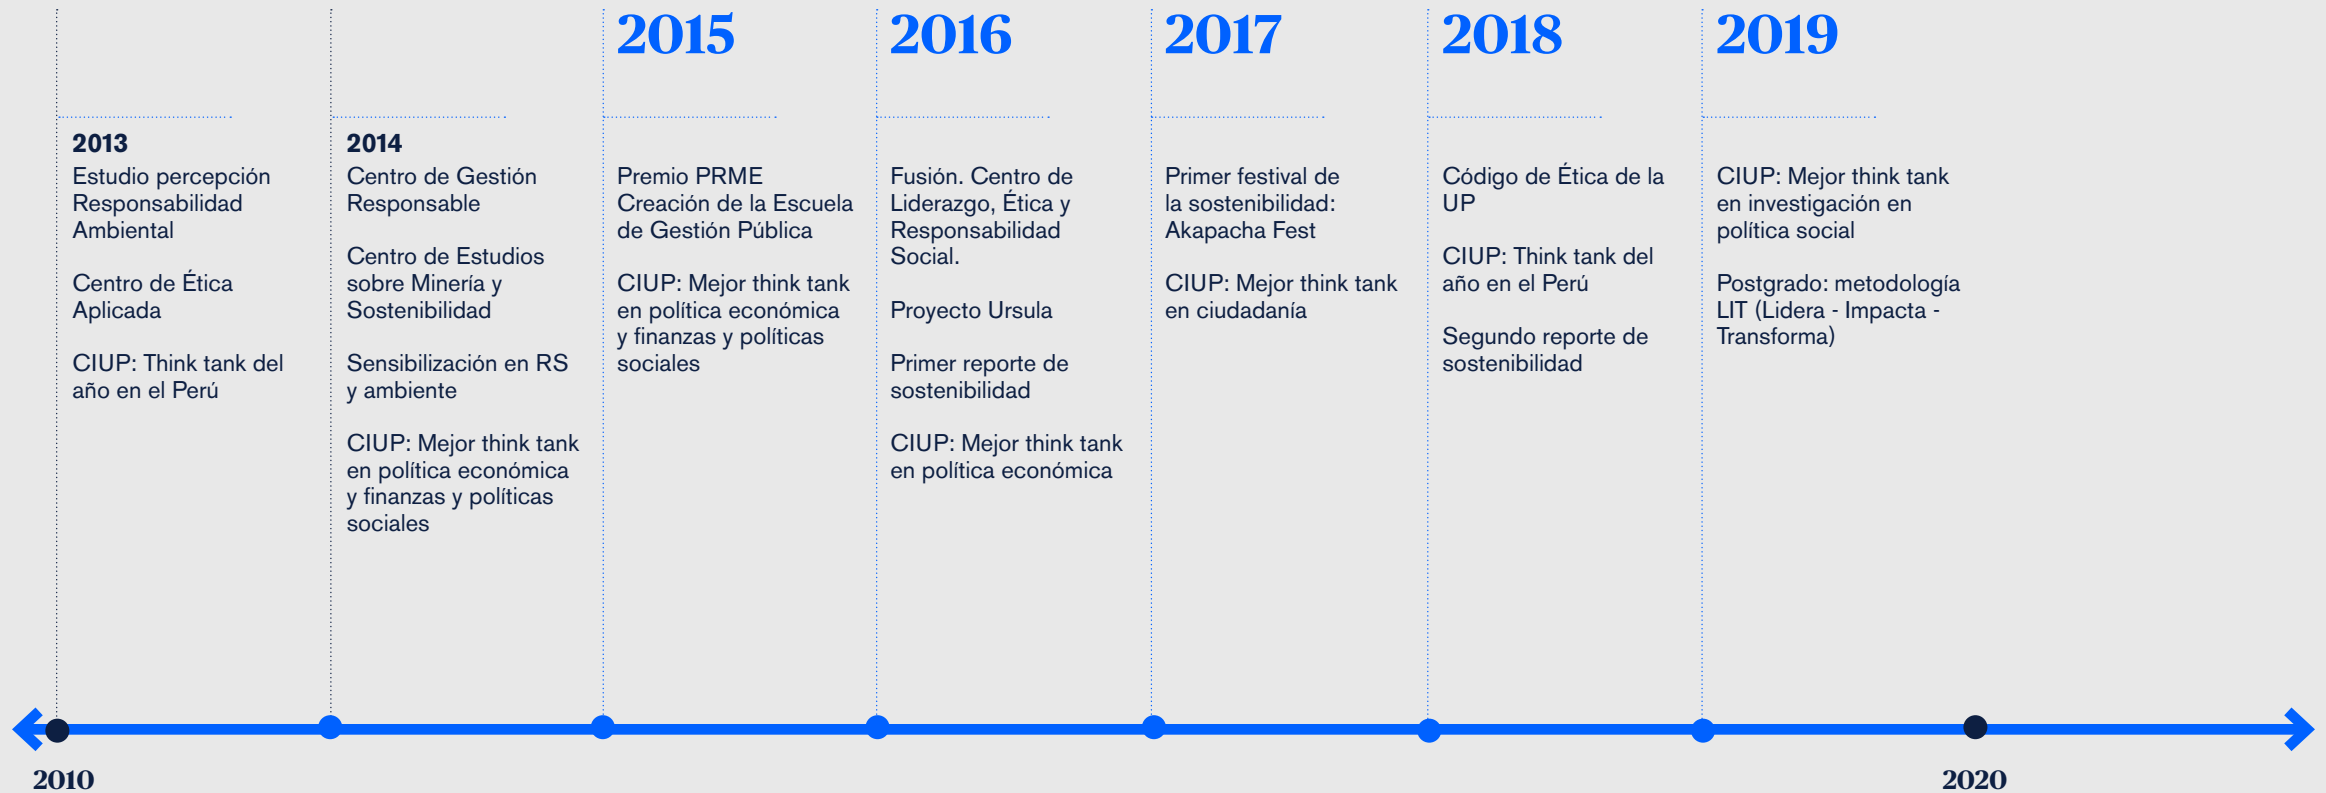 2013
Estudio percepción
Responsabilidad
Ambiental
Centro de Ética
Aplicada
CIUP: Think tank del
año en el Perú
2014
Centro de Gestión
Responsable
Centro de Estudios
sobre Minería y
Sostenibilidad
Sensibilización en RS
y ambiente
CIUP: Mejor think tank
en política económica
y finanzas y políticas
sociales
2015
Premio PRME
Creación de la Escuela
de Gestión Pública
CIUP: Mejor think tank
en política económica
y finanzas y políticas
sociales
2016
Fusión. Centro de
Liderazgo, Ética y
Responsabilidad
Social.
Proyecto Ursula
Primer reporte de
sostenibilidad
CIUP: Mejor think tank
en política económica
2017
Primer festival de
la sostenibilidad:
Akapacha Fest
CIUP: Mejor think tank
en ciudadanía
2018
Código de Ética de la
UP
CIUP: Think tank del
año en el Perú
Segundo reporte de
sostenibilidad
2019
CIUP: Mejor think tank
en investigación en
política social
Postgrado: metodología
LIT (Lidera - Impacta -
Transforma)
2010
2020